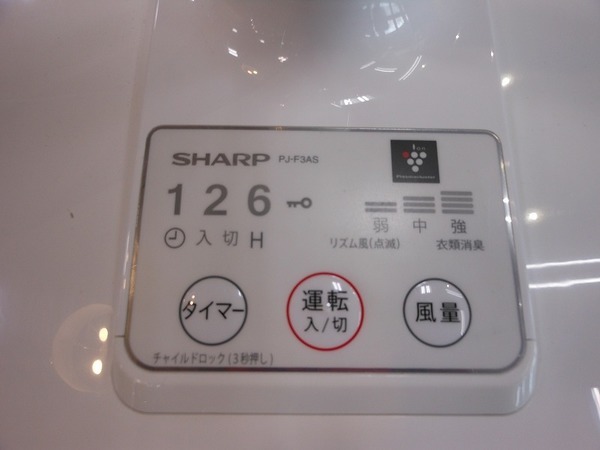 SHARP PJ-F3AS
Ion
Plasmacluster
1 2 6
弱 中 強
入 切 H
リズム風(点滅) 衣類消臭
タイマー
運転
入/切
風量
チャイルドロック(3秒押し)